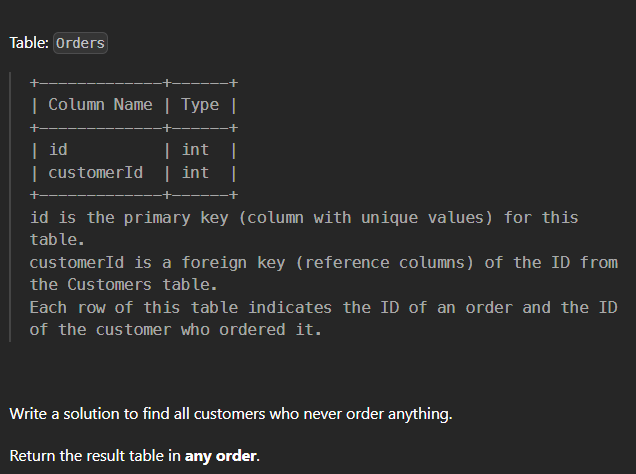 Table: Orders
+-------------+------+
| Column Name | Type |
+-------------+------+
| id          | int  |
| customerId  | int  |
+-------------+------+
id is the primary key (column with unique values) for this
table.
customerId is a foreign key (reference columns) of the ID from
the Customers table.
Each row of this table indicates the ID of an order and the ID
of the customer who ordered it.
Write a solution to find all customers who never order anything.
Return the result table in any order.